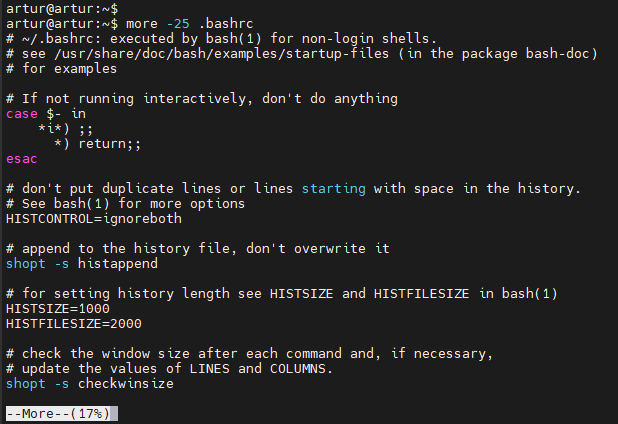 artur@artur:~$
artur@artur:~$ more -25 .bashrc
# ~/.bashrc: executed by bash(1) for non-login shells.
# see /usr/share/doc/bash/examples/startup-files (in the package bash-doc)
# for examples

# If not running interactively, don't do anything
case $- in
    *i*) ;;
      *) return;;
esac

# don't put duplicate lines or lines starting with space in the history.
# See bash(1) for more options
HISTCONTROL=ignoreboth

# append to the history file, don't overwrite it
shopt -s histappend

# for setting history length see HISTSIZE and HISTFILESIZE in bash(1)
HISTSIZE=1000
HISTFILESIZE=2000

# check the window size after each command and, if necessary,
# update the values of LINES and COLUMNS.
shopt -s checkwinsize

--More--(17%)